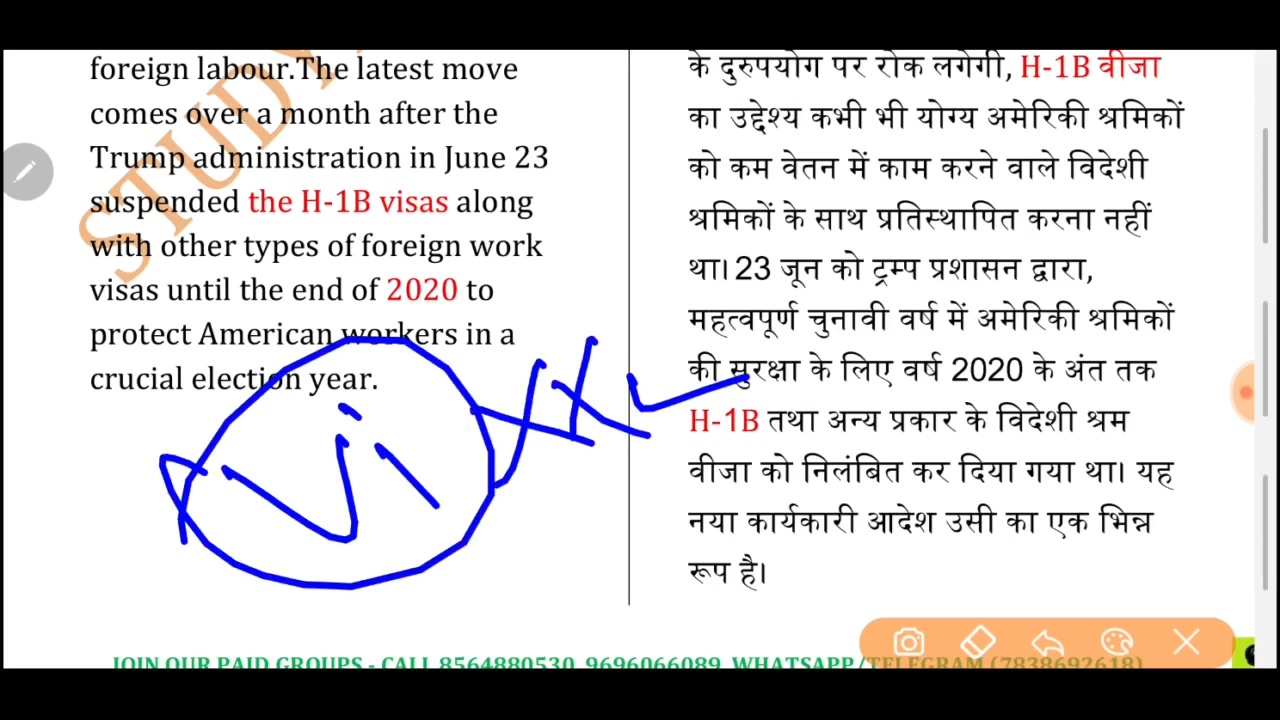 foreign labour.The latest move
comes over a month after the
Trump administration in June 23
suspended the H-1B visas along
with other types of foreign work
visas until the end of 2020 to
protect American workers in a
crucial election year.
के दुरुपयोग पर रोक लगेगी, H-1B वीजा
का उद्देश्य कभी भी योग्य अमेरिकी श्रमिकों
को कम वेतन में काम करने वाले विदेशी
श्रमिकों के साथ प्रतिस्थापित करना नहीं
था। 23 जून को ट्रम्प प्रशासन द्वारा,
महत्वपूर्ण चुनावी वर्ष में अमेरिकी श्रमिकों
की सुरक्षा के लिए वर्ष 2020 के अंत तक
H-1B तथा अन्य प्रकार के विदेशी श्रम
वीजा को निलंबित कर दिया गया था। यह
नया कार्यकारी आदेश उसी का एक भिन्न
रूप है।
STUDY
JOIN OUR PAID GROUPS - CALL 8564880530, 9696066089, WHATSAPP/TELEGRAM (7838692618)